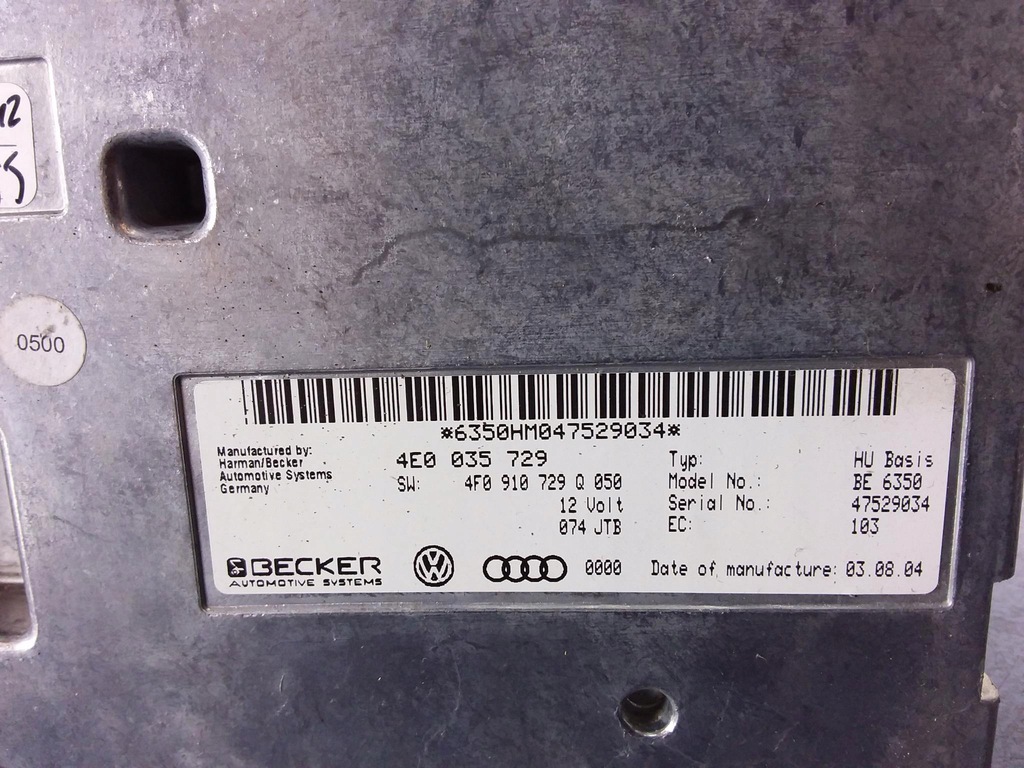 12
5
0500
*6350HM047529034*
Manufactured by:
Harman/Becker
Automotive Systems
Germany
4E0 035 729
SW: 4F0 910 729 Q 050
12 Volt
074 JTB
Typ: HU Basis
Model No.: BE 6350
Serial No.: 47529034
EC: 103
BECKER
AUTOMOTIVE SYSTEMS
0000
Date of manufacture: 03.08.04